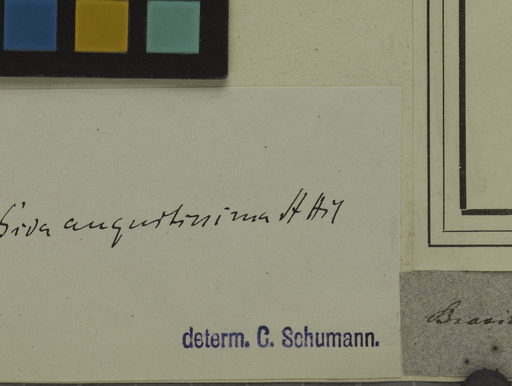 Sida angustissima St Hil
determ. C. Schumann.